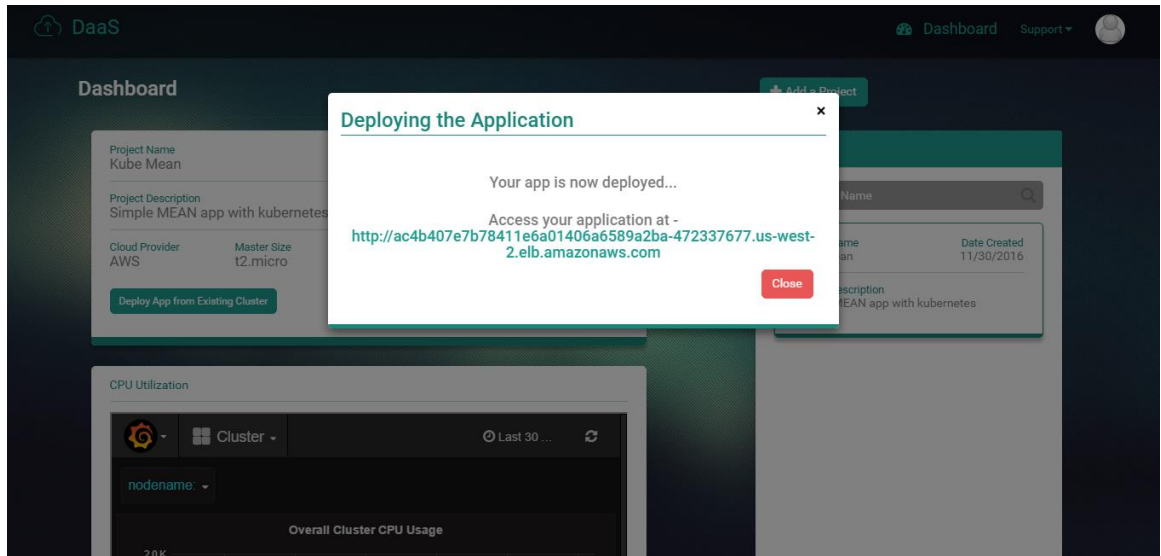 DaaS
Dashboard
Support
Dashboard
Add a Project
Deploying the Application
×
Your app is now deployed...
Access your application at -
http://ac4b407e7b78411e6a01406a6589a2ba-472337677.us-west-
2.elb.amazonaws.com
Close
Project Name
Kube Mean
Project Description
Simple MEAN app with kubernetes
Cloud Provider Master Size
AWS t2.micro
Deploy App from Existing Cluster
Name
Date Created
11/30/2016
MEAN app with kubernetes
CPU Utilization
Cluster
Last 30 ...
nodename:
Overall Cluster CPU Usage
2.0 K